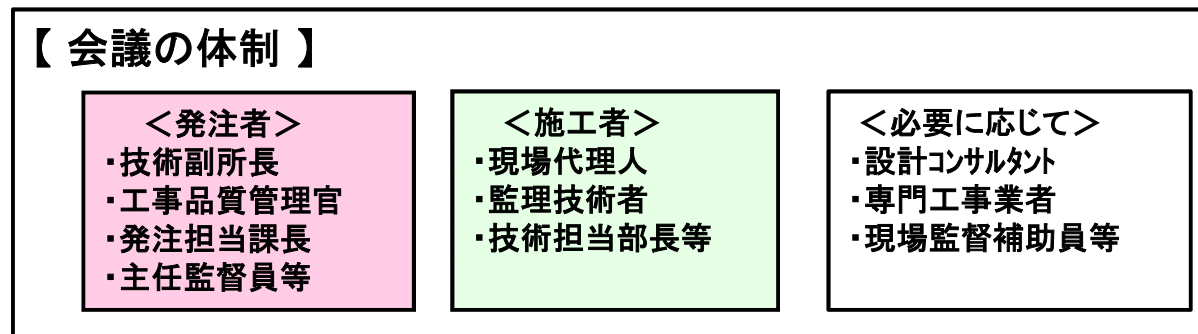 【 会議の体制 】
＜発注者＞
・技術副所長
・工事品質管理官
・発注担当課長
・主任監督員等
＜施工者＞
・現場代理人
・監理技術者
・技術担当部長等
＜必要に応じて＞
・設計ｺﾝｻﾙﾀﾝﾄ
・専門工事業者
・現場監督補助員等